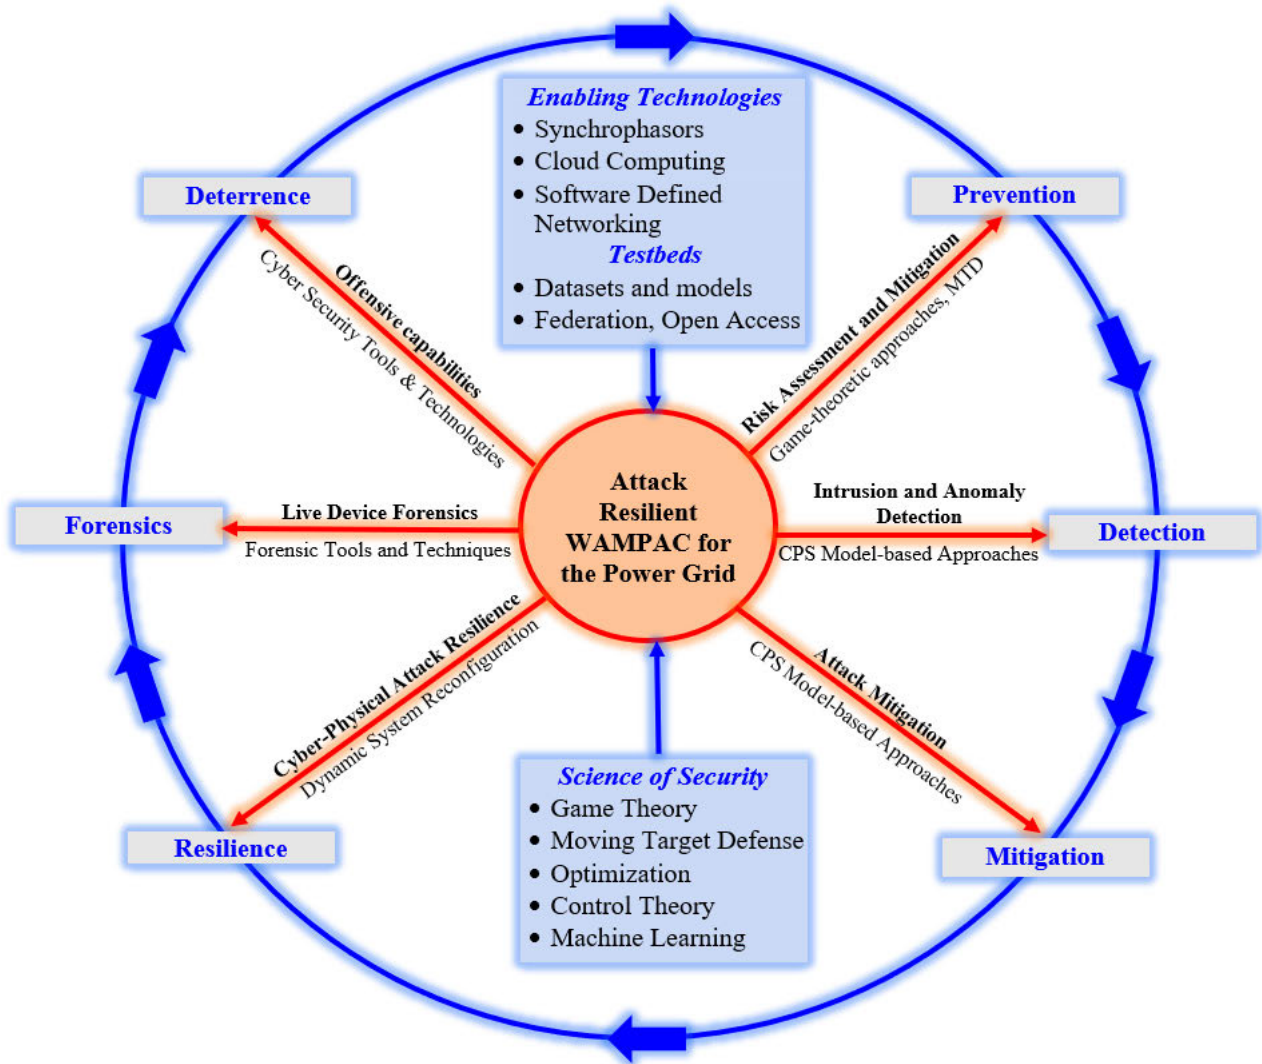 Enabling Technologies
• Synchrophasors
• Cloud Computing
• Software Defined
Networking
Testbeds
• Datasets and models
• Federation, Open Access
Deterrence
Prevention
Offensive capabilities
Cyber Security Tools & Technologies
Risk Assessment and Mitigation
Game-theoretic approaches, MTD
Attack
Resilient
WAMPAC for
the Power Grid
Forensics
Live Device Forensics
Forensic Tools and Techniques
Intrusion and Anomaly
Detection
CPS Model-based Approaches
Detection
Cyber-Physical Attack Resilience
Dynamic System Reconfiguration
Attack Mitigation
CPS Model-based Approaches
Resilience
Mitigation
Science of Security
• Game Theory
• Moving Target Defense
• Optimization
• Control Theory
• Machine Learning